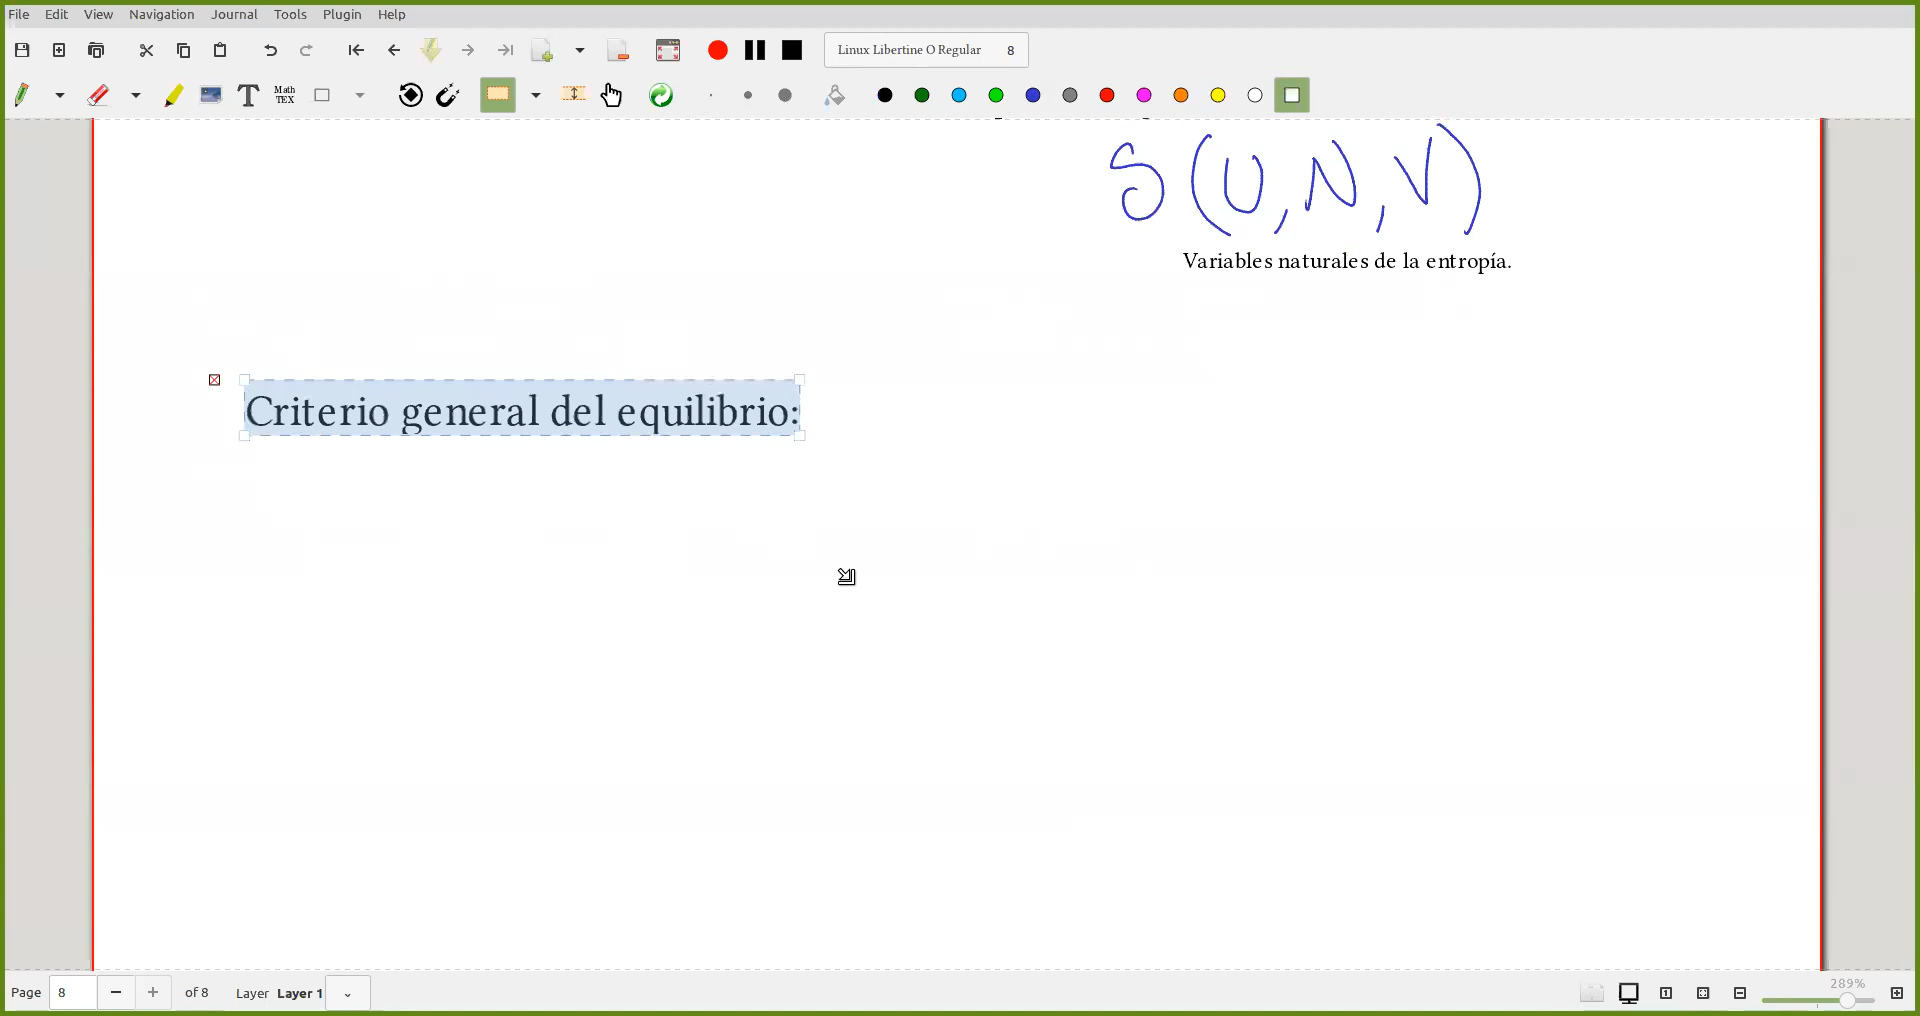 File Edit View Navigation Journal Tools Plugin Help
Linux Libertine O Regular 8
Math
TEX
S(U,N,V)
Variables naturales de la entropía.
Criterio general del equilibrio:
Page 8 of 8 Layer Layer 1
289%